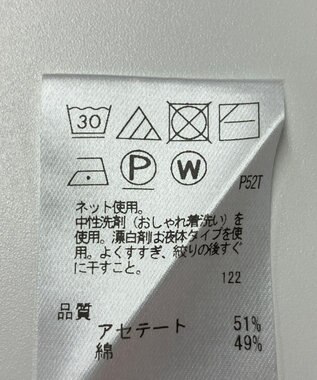 30
P W
P52T
ネット使用。
中性洗剤（おしゃれ着洗い）を
使用。漂白剤は液体タイプを使
用。よくすすぎ、絞りの後すぐ
に干すこと。
122
品質
アセテート 51%
綿 49%